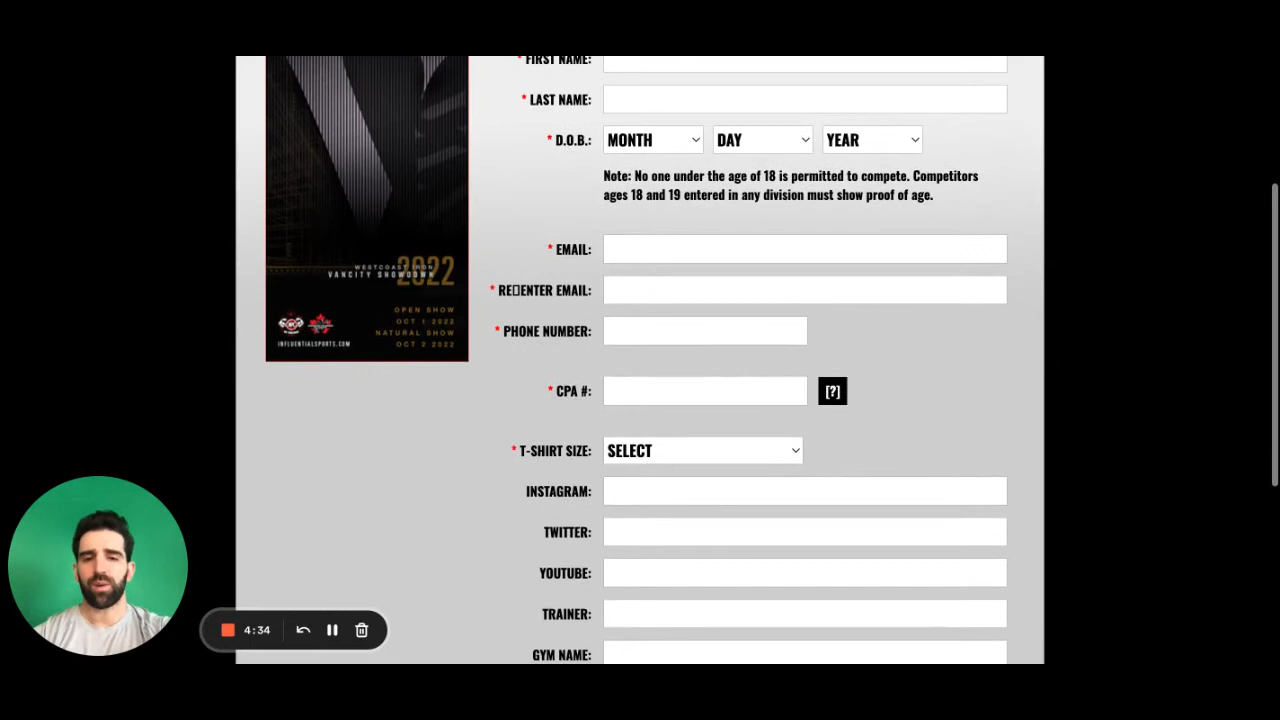 * FIRST NAME:
* LAST NAME:
* D.O.B.: MONTH DAY YEAR
Note: No one under the age of 18 is permitted to compete. Competitors
ages 18 and 19 entered in any division must show proof of age.
* EMAIL:
* RE▯ENTER EMAIL:
* PHONE NUMBER:
* CPA #: [?]
* T-SHIRT SIZE: SELECT
INSTAGRAM:
TWITTER:
YOUTUBE:
TRAINER:
GYM NAME:
WESTCOAST IRON
VANCITY SHOWDOWN
2022
OPEN SHOW
OCT 1 2022
NATURAL SHOW
OCT 2 2022
INFLUENTIALSPORTS.COM
4:34